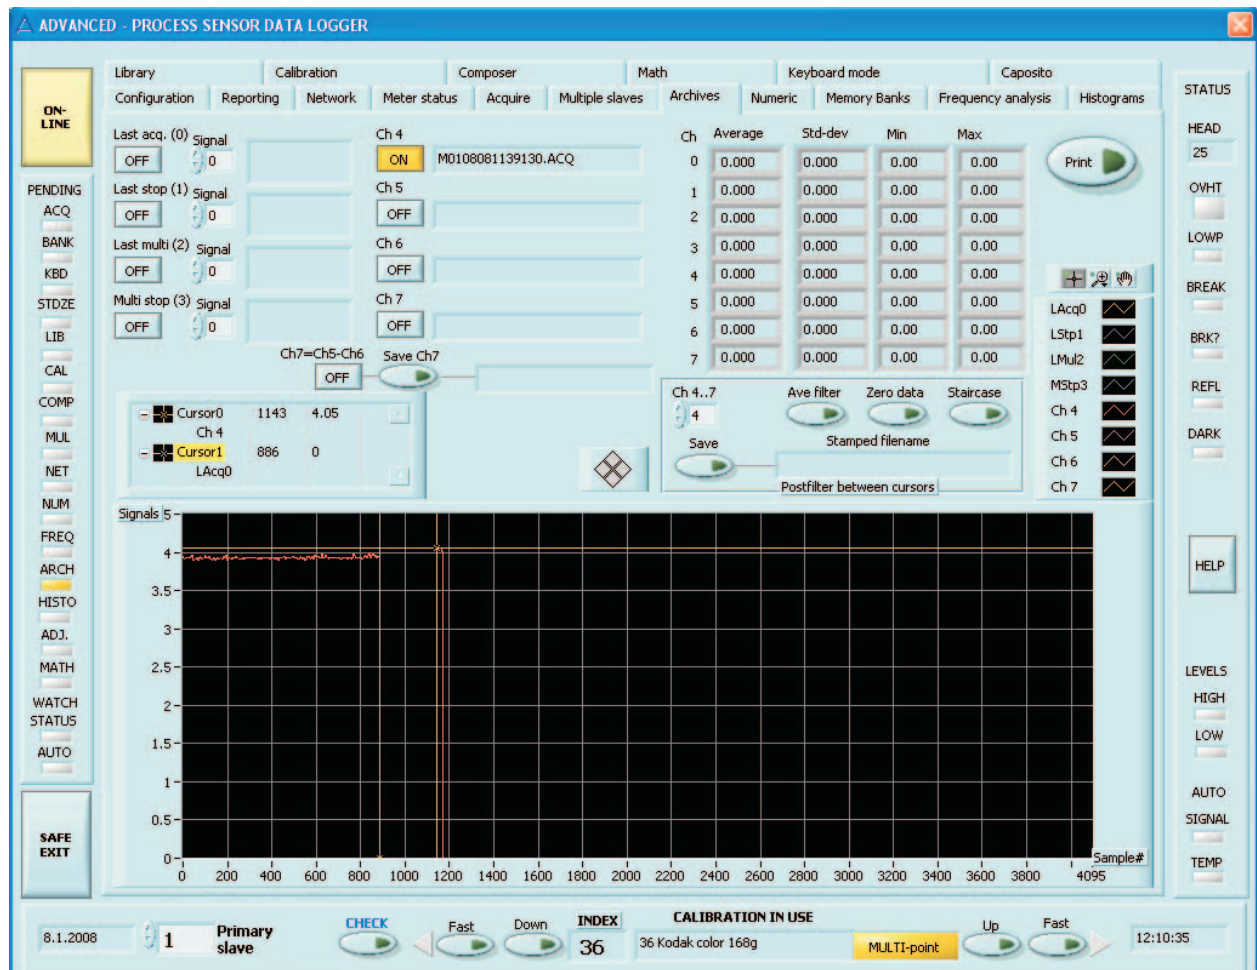 ADVANCED - PROCESS SENSOR DATA LOGGER
Library Calibration Composer Math Keyboard mode Caposito
Configuration Reporting Network Meter status Acquire Multiple slaves Archives Numeric Memory Banks Frequency analysis Histograms
ON-
LINE
PENDING
ACQ
BANK
KBD
STDZE
LIB
CAL
COMP
MUL
NET
NUM
FREQ
ARCH
HISTO
ADJ.
MATH
WATCH
STATUS
AUTO
SAFE
EXIT
Last acq. (0) Signal
OFF 0
Last stop (1) Signal
OFF 0
Last multi (2) Signal
OFF 0
Multi stop (3) Signal
OFF 0
Ch 4
ON M0108081139130.ACQ
Ch 5
OFF
Ch 6
OFF
Ch 7
OFF
Ch7=Ch5-Ch6 Save Ch7
OFF
Cursor0 1143 4.05
Ch 4
Cursor1 886 0
LAcq0
Ch Average Std-dev Min Max
0 0.000 0.000 0.00 0.00
1 0.000 0.000 0.00 0.00
2 0.000 0.000 0.00 0.00
3 0.000 0.000 0.00 0.00
4 0.000 0.000 0.00 0.00
5 0.000 0.000 0.00 0.00
6 0.000 0.000 0.00 0.00
7 0.000 0.000 0.00 0.00
Print
Ch 4..7 Ave filter Zero data Staircase
4
Save Stamped filename
Postfilter between cursors
LAcq0
LStp1
LMul2
MStp3
Ch 4
Ch 5
Ch 6
Ch 7
Signals
5
4
3.5
3
2.5
2
1.5
1
0.5
0
0 200 400 600 800 1000 1200 1400 1600 1800 2000 2200 2400 2600 2800 3000 3200 3400 3600 3800 4095
Sample#
STATUS
HEAD
25
OVHT
LOWP
BREAK
BRK?
REFL
DARK
HELP
LEVELS
HIGH
LOW
AUTO
SIGNAL
TEMP
8.1.2008
1 Primary
slave
CHECK
Fast Down
INDEX
36
CALIBRATION IN USE
36 Kodak color 168g
MULTI-point
Up Fast
12:10:35